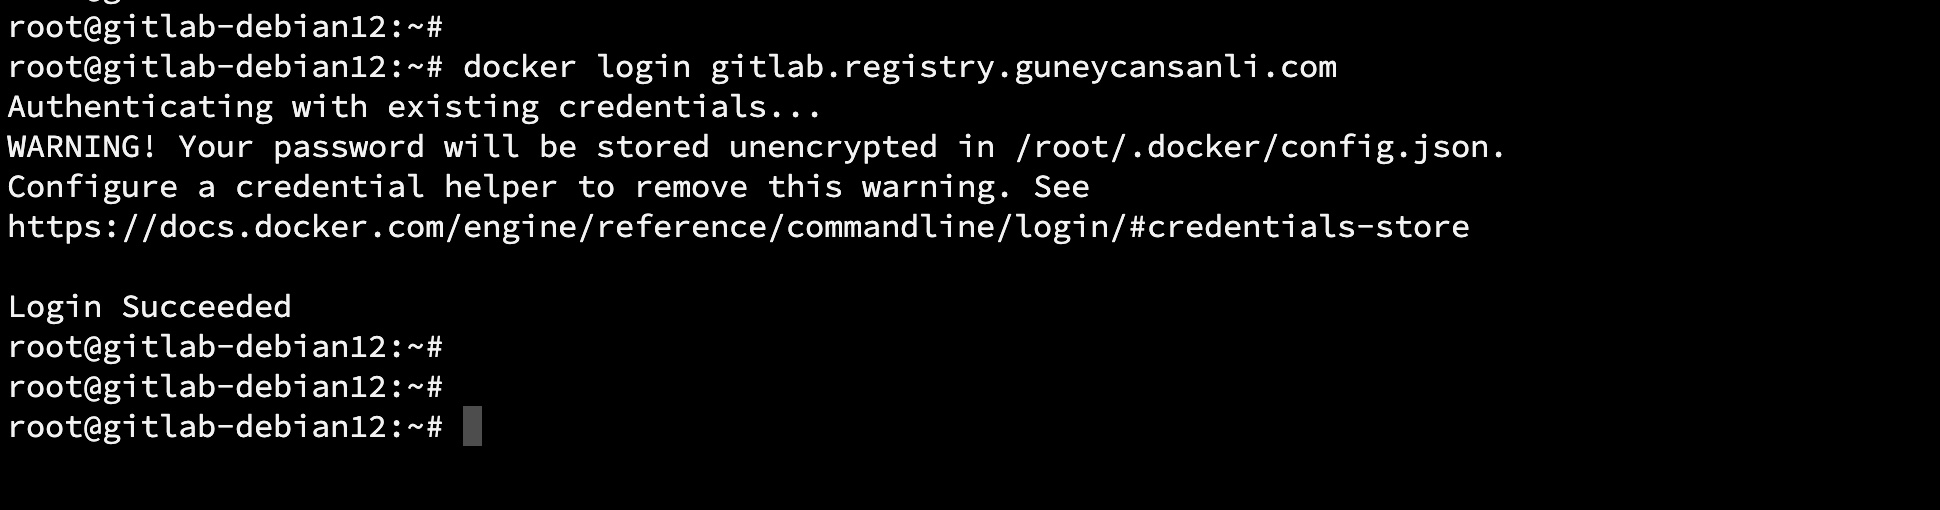 root@gitlab-debian12:~#
root@gitlab-debian12:~# docker login gitlab.registry.guneycansanli.com
Authenticating with existing credentials...
WARNING! Your password will be stored unencrypted in /root/.docker/config.json.
Configure a credential helper to remove this warning. See
https://docs.docker.com/engine/reference/commandline/login/#credentials-store

Login Succeeded
root@gitlab-debian12:~#
root@gitlab-debian12:~#
root@gitlab-debian12:~#